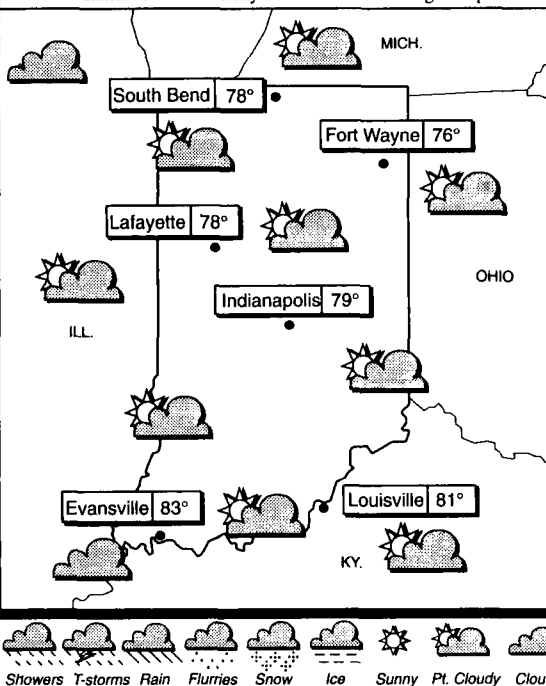 MICH.
South Bend 78°
Fort Wayne 76°
Lafayette 78°
OHIO
Indianapolis 79°
ILL.
Evansville 83°
Louisville 81°
KY.
Showers T-storms Rain Flurries Snow Ice Sunny Pt. Cloudy Clou